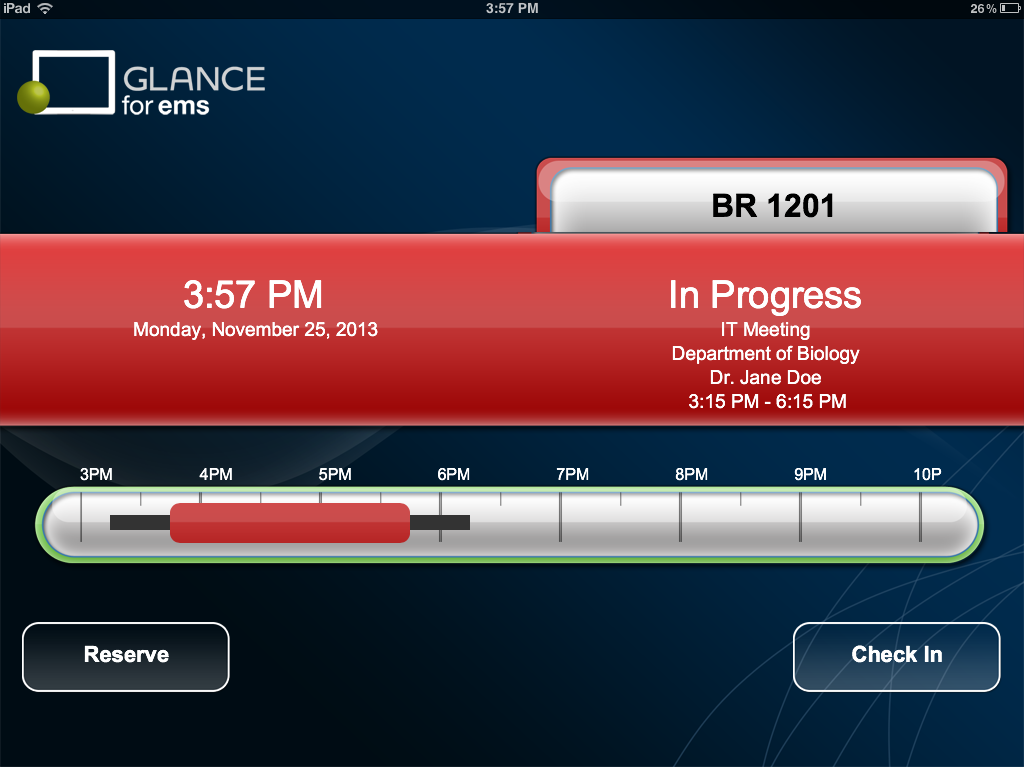 iPad
3:57 PM
26%
GLANCE
for ems
BR 1201
3:57 PM
Monday, November 25, 2013
In Progress
IT Meeting
Department of Biology
Dr. Jane Doe
3:15 PM - 6:15 PM
3PM 4PM 5PM 6PM 7PM 8PM 9PM 10P
Reserve
Check In